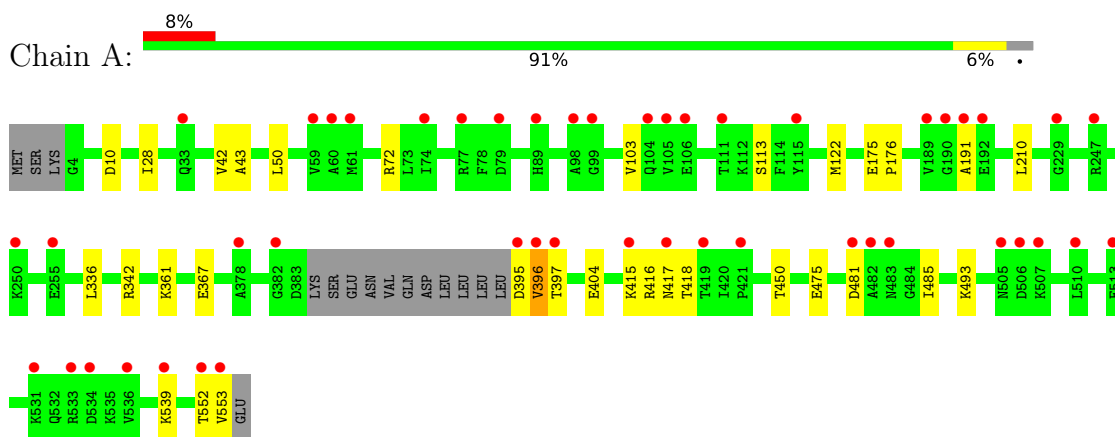 8%
Chain A:
91% 6% •
MET SER LYS G4 D10 I28 Q33 V42 A43 L50 V59 A60 M61 R72 L73 I74 R77 F78 D79 H89 A98 G99 V103 Q104 V105 E106 T111 K112 S113 F114 Y115 M122 E175 P176 V189 G190 A191 E192 L210 G229 R247
K250 E255 L336 R342 K361 E367 A378 G382 D383 LYS SER GLU ASN VAL GLN ASP LEU LEU LEU LEU D395 V396 T397 E404 K415 R416 N417 T418 T419 I420 P421 T450 E475 D481 A482 N483 G484 I485 K493 N505 D506 K507 L510
K531 Q532 R533 D534 K535 V536 K539 T552 V553 GLU